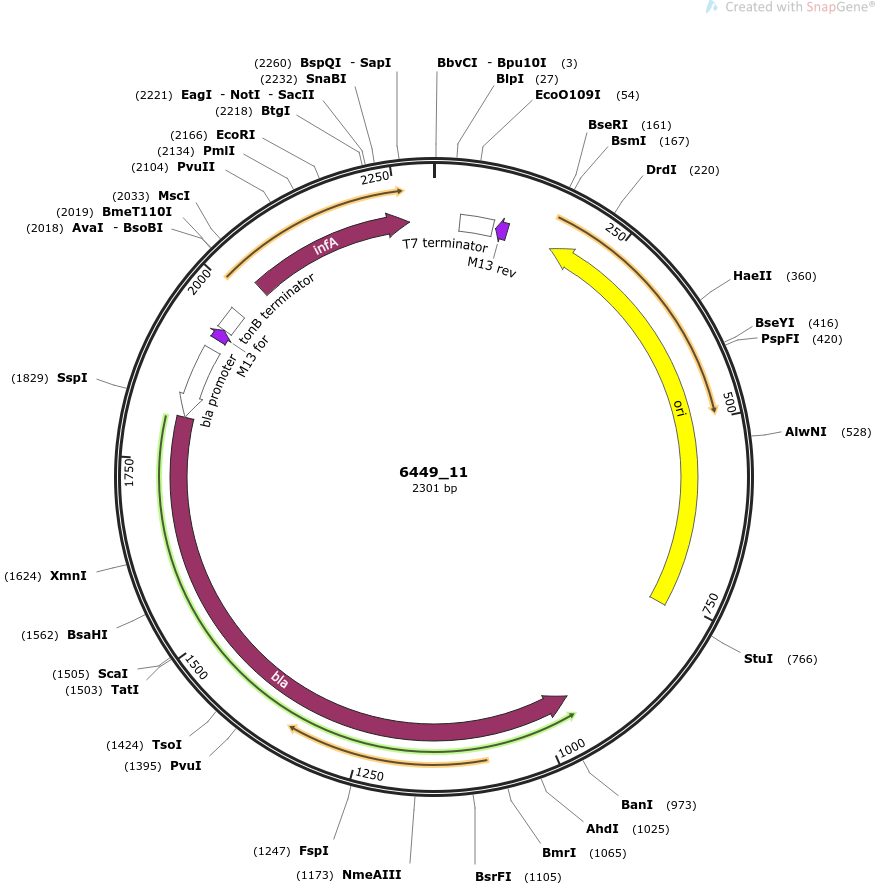 Created with SnapGene®
(2260) BspQI - SapI
(2232) SnaBI
(2221) EagI - NotI - SacII
(2218) BtgI
(2166) EcoRI
(2134) PmlI
(2104) PvuII
(2033) MscI
(2019) BmeT110I
(2018) AvaI - BsoBI
(1829) SspI
(1624) XmnI
(1562) BsaHI
(1505) ScaI
(1503) TatI
(1424) TsoI
(1395) PvuI
(1247) FspI
(1173) NmeAIII
BbvCI - Bpu10I (3)
BlpI (27)
EcoO109I (54)
BseRI (161)
BsmI (167)
DrdI (220)
HaeII (360)
BseYI (416)
PspFI (420)
AlwNI (528)
StuI (766)
BanI (973)
AhdI (1025)
BmrI (1065)
BsrFI (1105)
250
500
750
1000
1250
1500
1750
2000
2250
infA
T7 terminator
M13 rev
tonB terminator
M13 for
bla promoter
ori
bla
6449_11
2301 bp